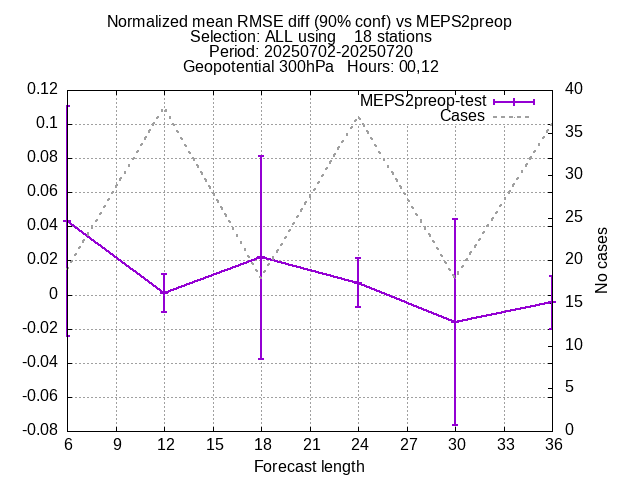 Normalized mean RMSE diff (90% conf) vs MEPS2preop
Selection: ALL using    18 stations
Period: 20250702-20250720
Geopotential 300hPa   Hours: 00,12
MEPS2preop-test
Cases
0.12
0.1
0.08
0.06
0.04
0.02
0
-0.02
-0.04
-0.06
-0.08
40
35
30
25
20
15
10
5
0
No cases
6 9 12 15 18 21 24 27 30 33 36
Forecast length